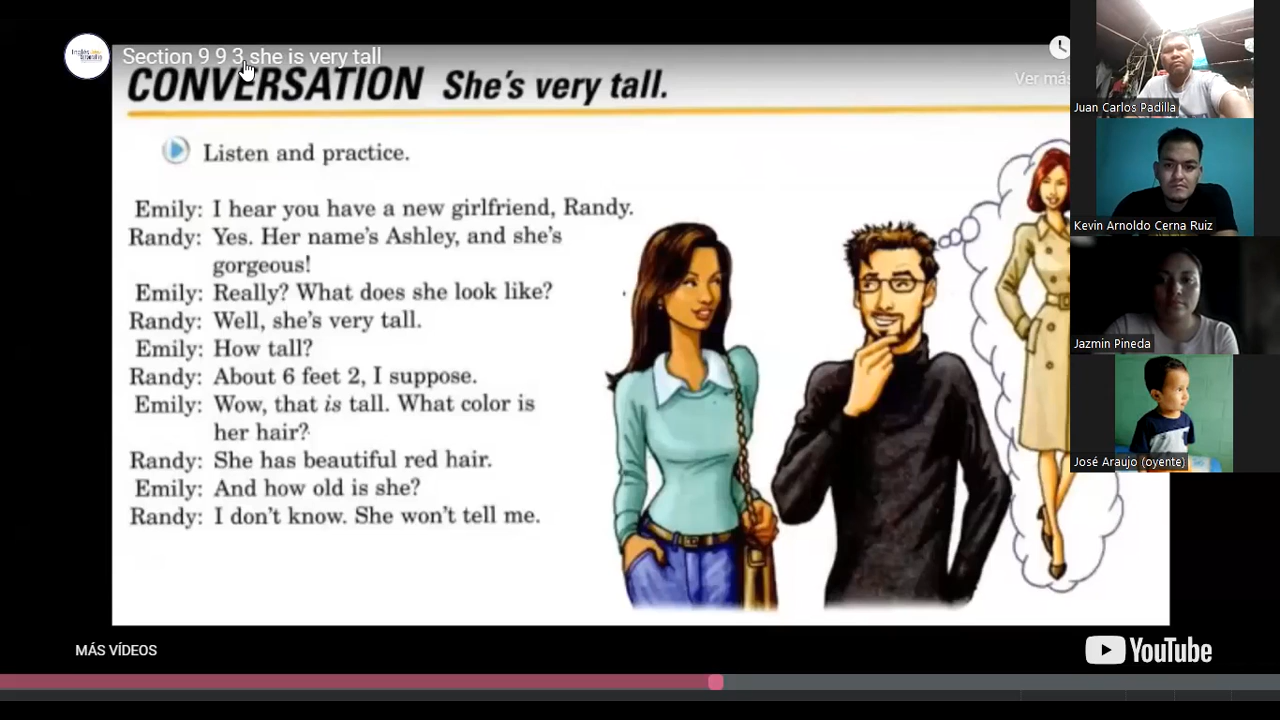 Section 9 9 3 she is very tall
Ver más
CONVERSATION She's very tall.
Listen and practice.
Emily: I hear you have a new girlfriend, Randy.
Randy: Yes. Her name's Ashley, and she's
gorgeous!
Emily: Really? What does she look like?
Randy: Well, she's very tall.
Emily: How tall?
Randy: About 6 feet 2, I suppose.
Emily: Wow, that is tall. What color is
her hair?
Randy: She has beautiful red hair.
Emily: And how old is she?
Randy: I don't know. She won't tell me.
MÁS VÍDEOS
YouTube
Juan Carlos Padilla
Kevin Arnoldo Cerna Ruiz
Jazmin Pineda
José Araujo (oyente)